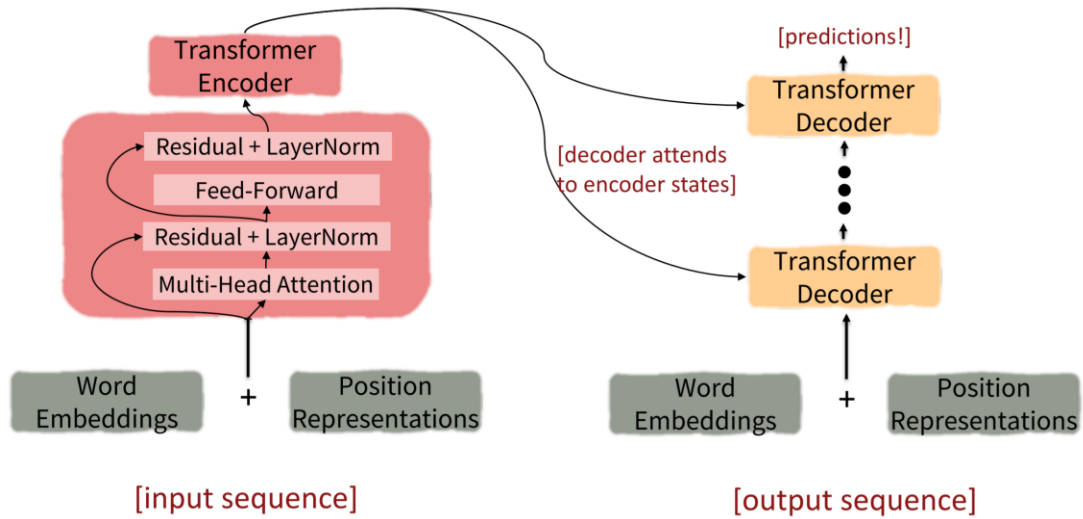 Transformer
Encoder
Residual + LayerNorm
Feed-Forward
Residual + LayerNorm
Multi-Head Attention
Word
Embeddings
+
Position
Representations
[input sequence]
[predictions!]
Transformer
Decoder
[decoder attends
to encoder states]
Transformer
Decoder
Word
Embeddings
+
Position
Representations
[output sequence]